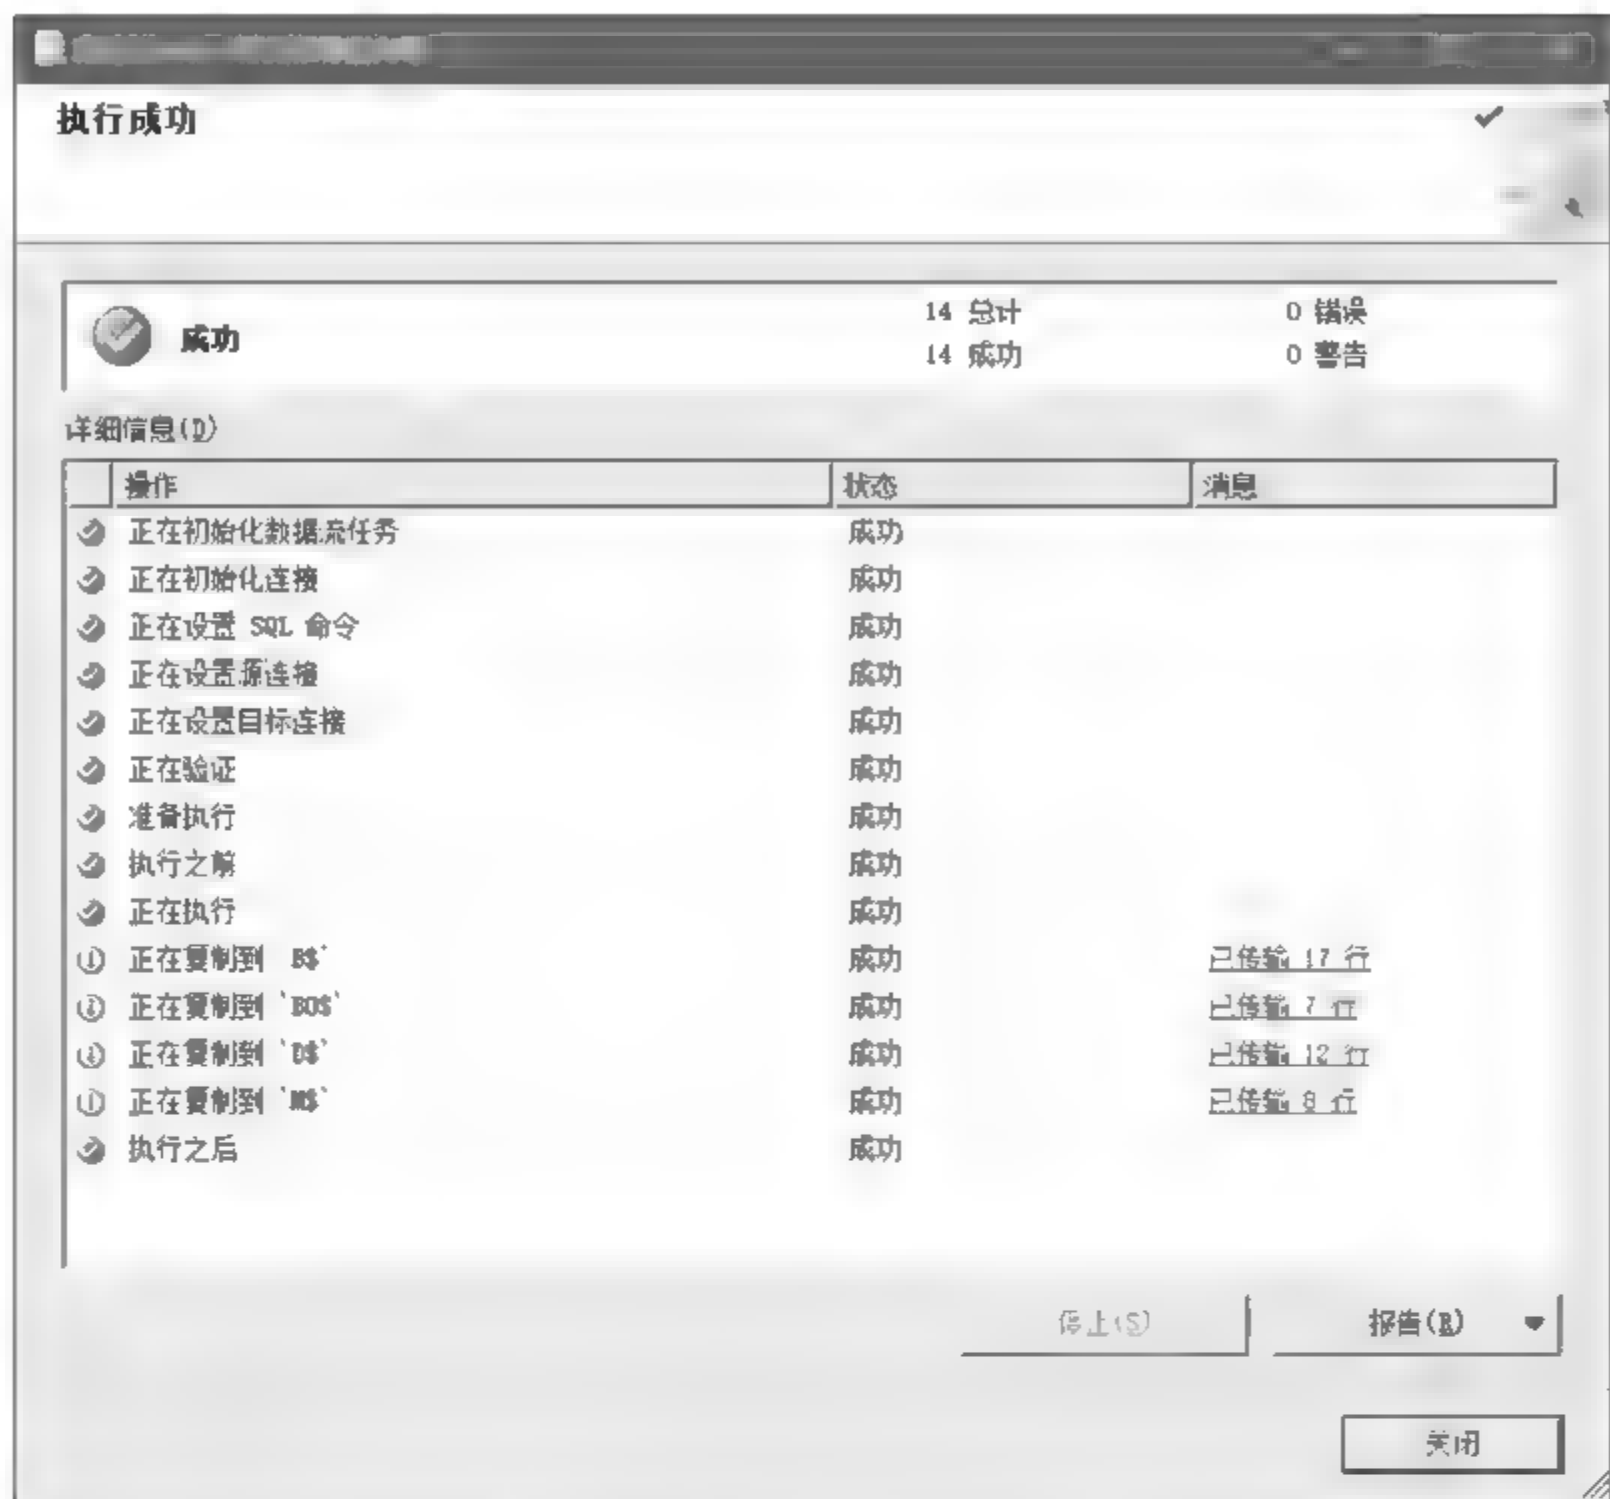 执行成功
成功
14 总计
0 错误
14 成功
0 警告
详细信息(D)
操作 状态 消息
正在初始化数据流任务 成功
正在初始化连接 成功
正在设置 SQL 命令 成功
正在设置源连接 成功
正在设置目标连接 成功
正在验证 成功
准备执行 成功
执行之前 成功
正在执行 成功
正在复制到 成功 已传输 17 行
正在复制到 `BOS` 成功 已传输 7 行
正在复制到 `DS` 成功 已传输 12 行
正在复制到 `MS` 成功 已传输 8 行
执行之后 成功
停止(S)
报告(R)
关闭